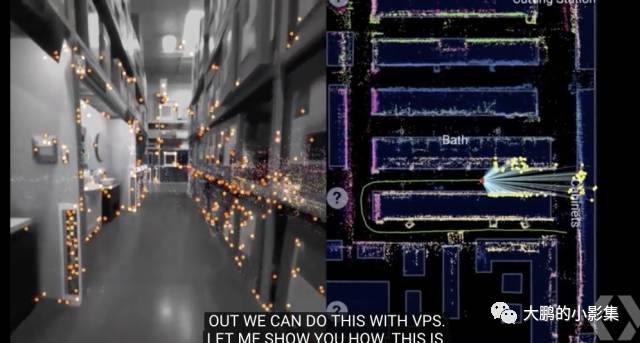 Cutting Station
?
Bath
?
Cabinets
?
OUT WE CAN DO THIS WITH VPS.
LET ME SHOW YOU HOW. THIS IS
大鹏的小影集